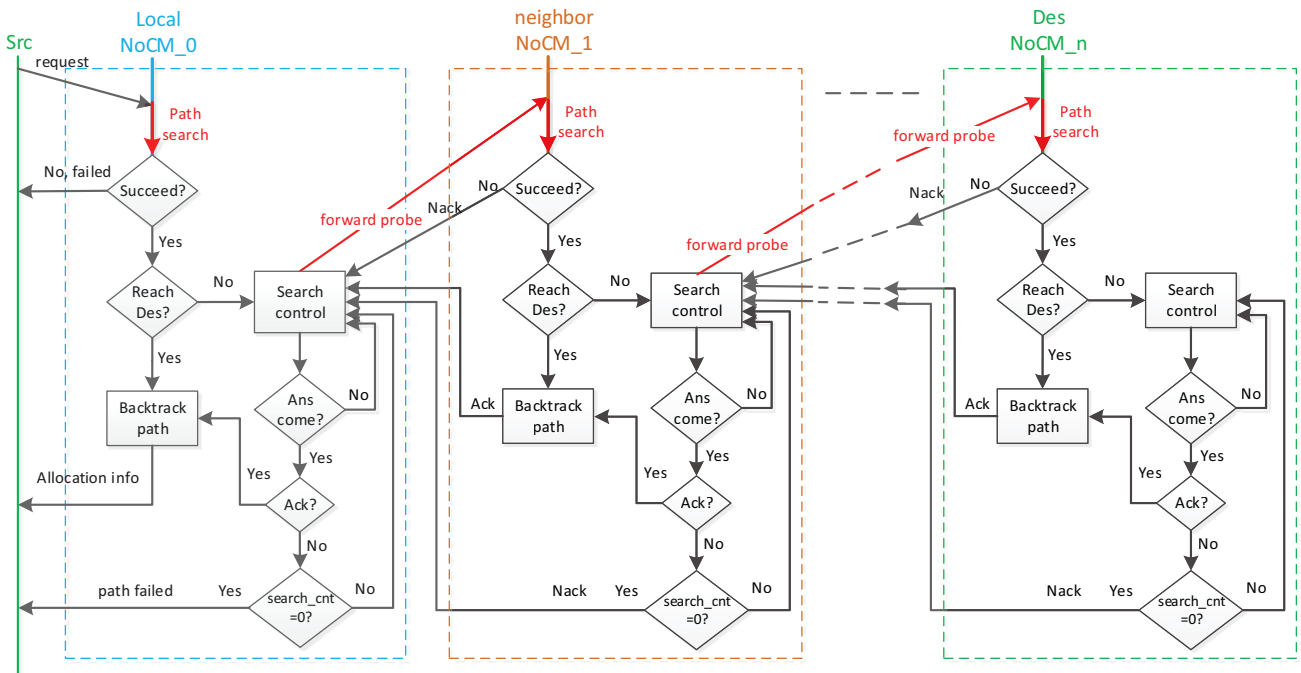 Src
Local
NoCM_0
neighbor
NoCM_1
Des
NoCM_n
request
Path
search
No, failed
Succeed?
Yes
Reach
Des?
No
Search
control
forward probe
Yes
Backtrack
path
Ans
come?
No
Yes
Yes
Ack?
Allocation info
No
search_cnt
=0?
Yes
No
path failed
Path
search
No
Nack
Succeed?
Yes
Reach
Des?
No
Search
control
forward probe
Yes
Ack
Backtrack
path
Ans
come?
No
Yes
Yes
Ack?
No
Nack
Yes
search_cnt
=0?
No
forward probe
Path
search
Nack
No
Succeed?
Yes
Reach
Des?
No
Search
control
Yes
Ack
Backtrack
path
Ans
come?
No
Yes
Yes
Ack?
No
Nack
Yes
search_cnt
=0?
No